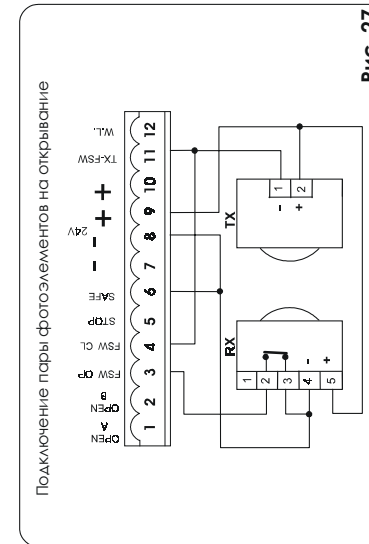 Рис. 27
Подключение пары фотоэлементов на открывание
OPEN A
OPEN B
FSW OP
FSW CL
STOP
SAFE
24V
- - + +
TX-FSW
W.L.
1 2 3 4 5 6 7 8 9 10 11 12
RX
1
2
3
4 -
5 +
TX
1 -
2 +